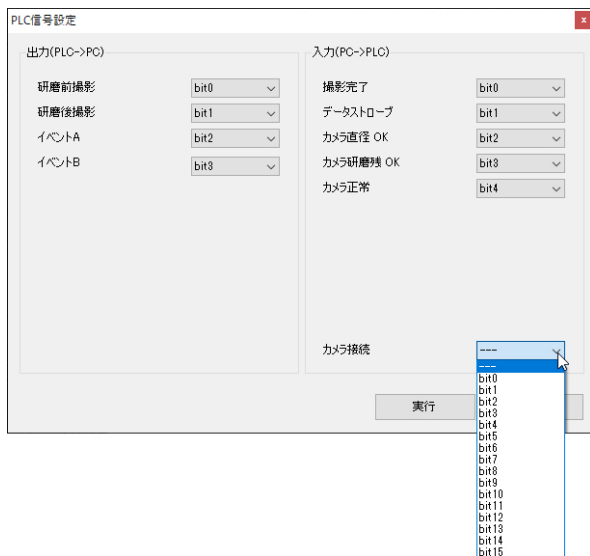 PLC信号設定
x
出力(PLC->PC)
研磨前撮影 bit0
研磨後撮影 bit1
イベントA bit2
イベントB bit3
入力(PC->PLC)
撮影完了 bit0
データストローブ bit1
カメラ直径 OK bit2
カメラ研磨残 OK bit3
カメラ正常 bit4
カメラ接続 ---
---
bit0
bit1
bit2
bit3
bit4
bit5
bit6
bit7
bit8
bit9
bit10
bit11
bit12
bit13
bit14
bit15
実行